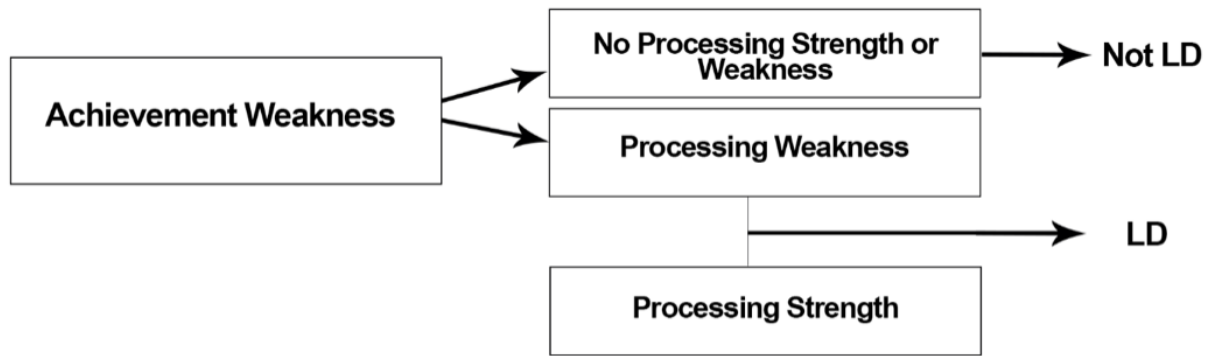 Achievement Weakness
No Processing Strength or
Weakness
Not LD
Processing Weakness
LD
Processing Strength